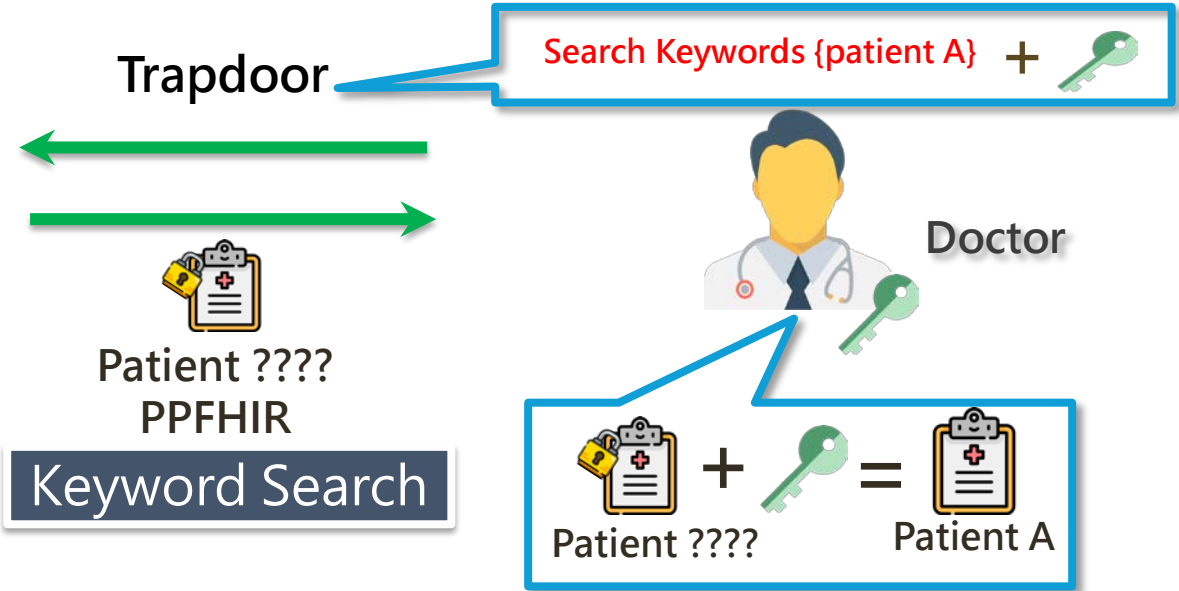 Search Keywords {patient A} +
Trapdoor
Doctor
Patient ????
PPFHIR
Keyword Search
+ =
Patient ????
Patient A